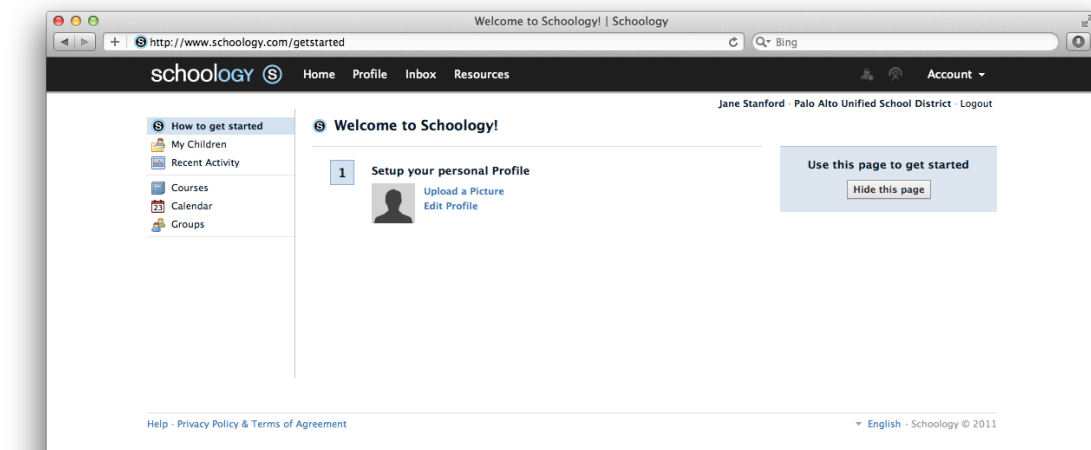 Welcome to Schoology! | Schoology
http://www.schoology.com/getstarted
Bing
schoology S
Home Profile Inbox Resources
Account
Jane Stanford · Palo Alto Unified School District · Logout
How to get started
My Children
Recent Activity
Courses
23 Calendar
Groups
Welcome to Schoology!
1 Setup your personal Profile
Upload a Picture
Edit Profile
Use this page to get started
Hide this page
Help · Privacy Policy & Terms of Agreement
English · Schoology © 2011